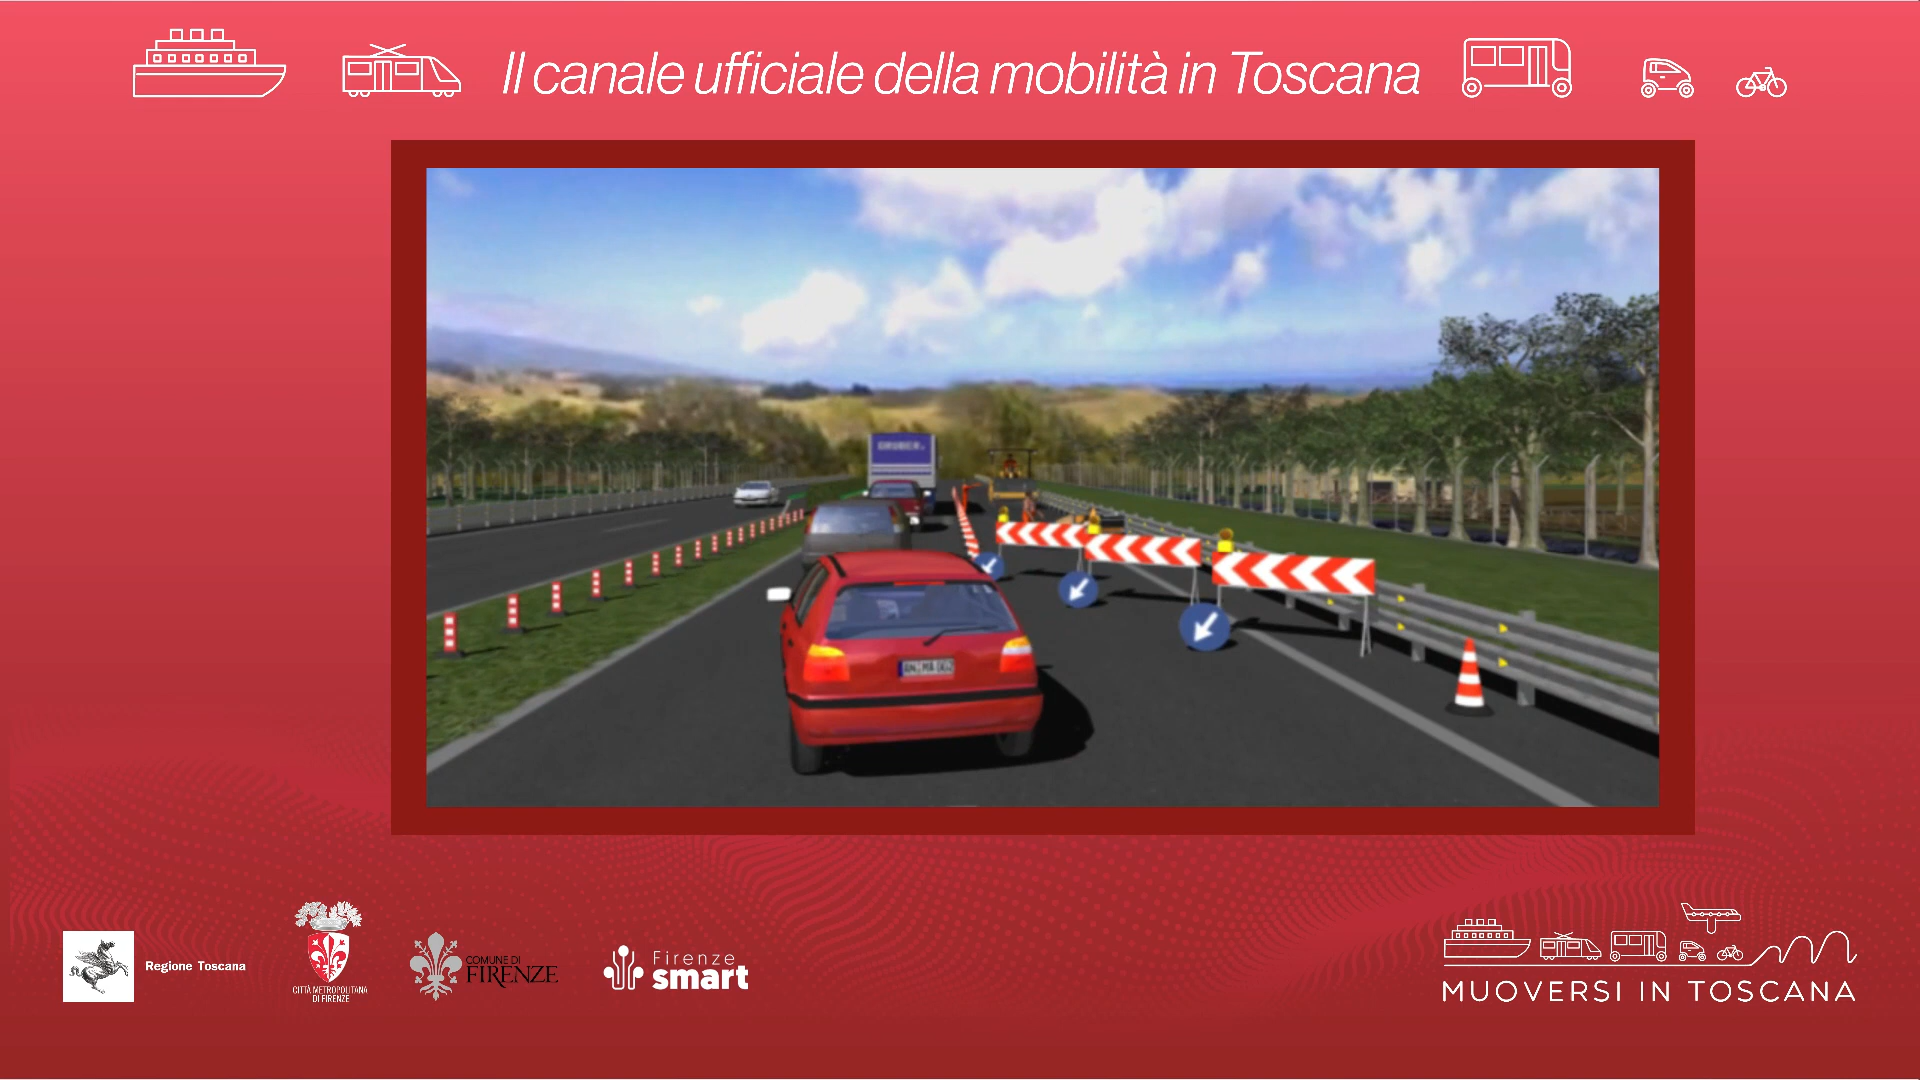 Il canale ufficiale della mobilità in Toscana
GRUBER
Regione Toscana
CITTÀ METROPOLITANA
DI FIRENZE
COMUNE DI
FIRENZE
Firenze
smart
MUOVERSI IN TOSCANA